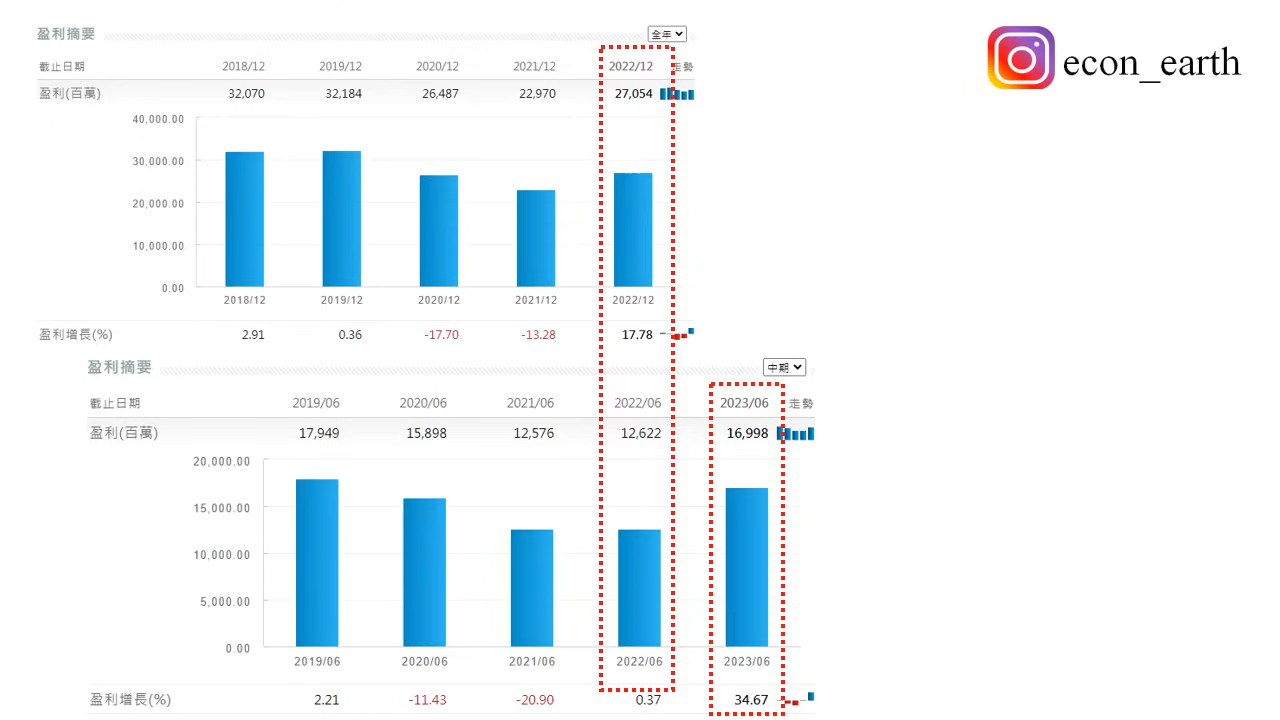 盈利摘要 全年
econ_earth
截止日期 2018/12 2019/12 2020/12 2021/12 2022/12 走勢
盈利(百萬) 32,070 32,184 26,487 22,970 27,054
40,000.00
30,000.00
20,000.00
10,000.00
0.00
2018/12 2019/12 2020/12 2021/12 2022/12
盈利增長(%) 2.91 0.36 -17.70 -13.28 17.78
盈利摘要 中期
截止日期 2019/06 2020/06 2021/06 2022/06 2023/06 走勢
盈利(百萬) 17,949 15,898 12,576 12,622 16,998
20,000.00
15,000.00
10,000.00
5,000.00
0.00
2019/06 2020/06 2021/06 2022/06 2023/06
盈利增長(%) 2.21 -11.43 -20.90 0.37 34.67